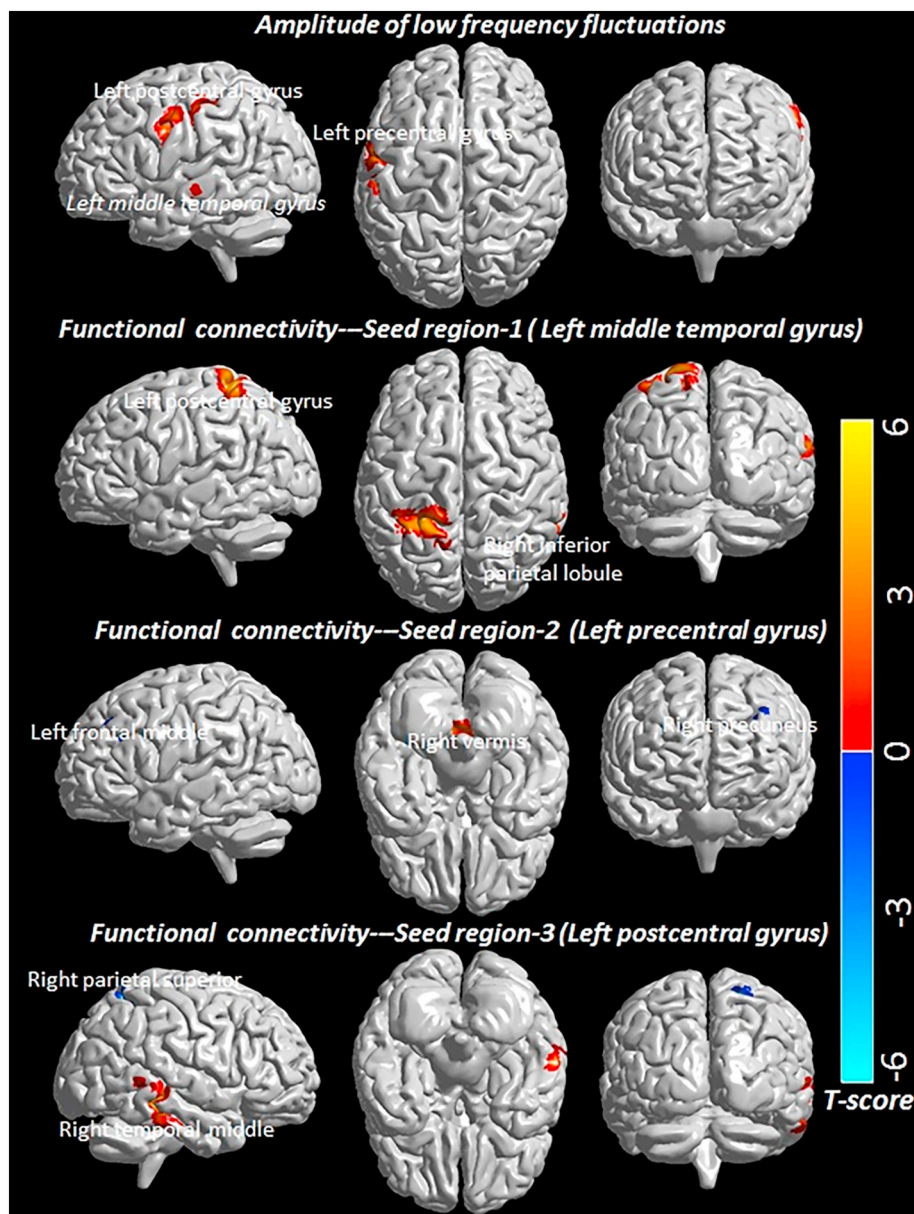 Amplitude of low frequency fluctuations
Left postcentral gyrus
Left precentral gyrus
Left middle temporal gyrus
Functional connectivity---Seed region-1 ( Left middle temporal gyrus)
Left postcentral gyrus
Right inferior
parietal lobule
Functional connectivity---Seed region-2 (Left precentral gyrus)
Left frontal middle
Right vermis
Right precuneus
Functional connectivity---Seed region-3 (Left postcentral gyrus)
Right parietal superior
Right temporal middle
6
3
0
-3
-6
T-score